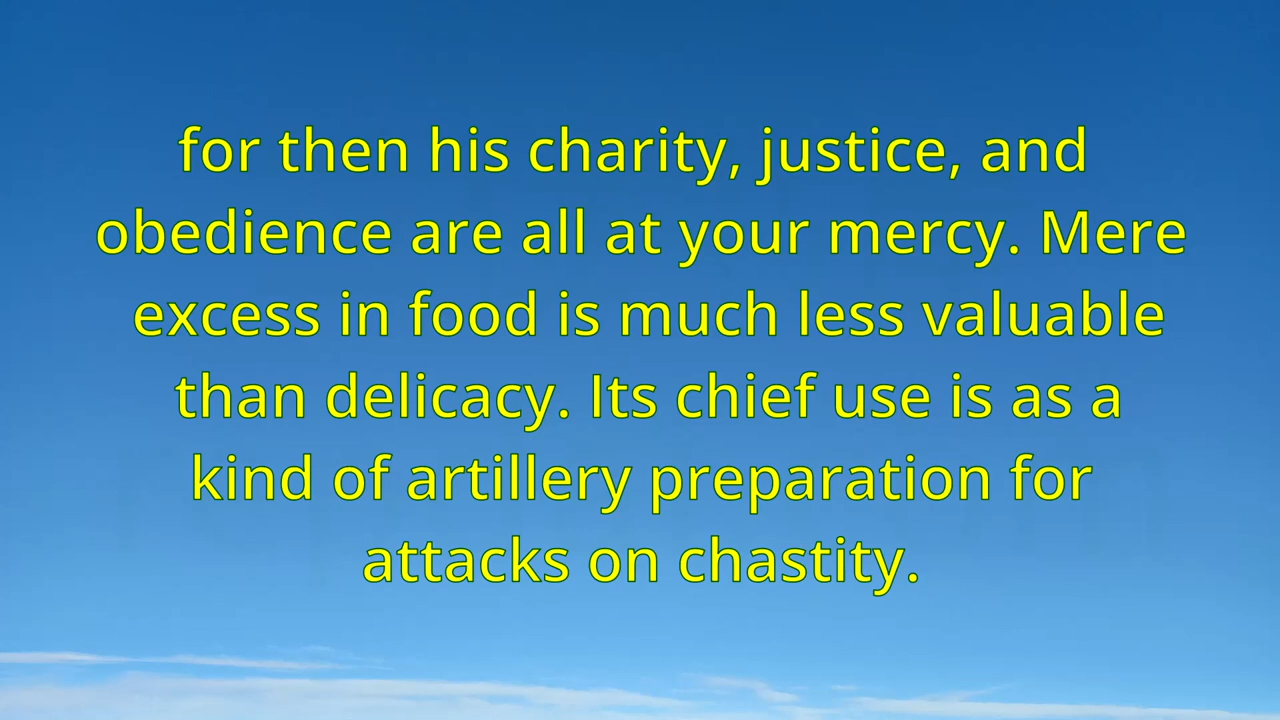 for then his charity, justice, and
obedience are all at your mercy. Mere
excess in food is much less valuable
than delicacy. Its chief use is as a
kind of artillery preparation for
attacks on chastity.